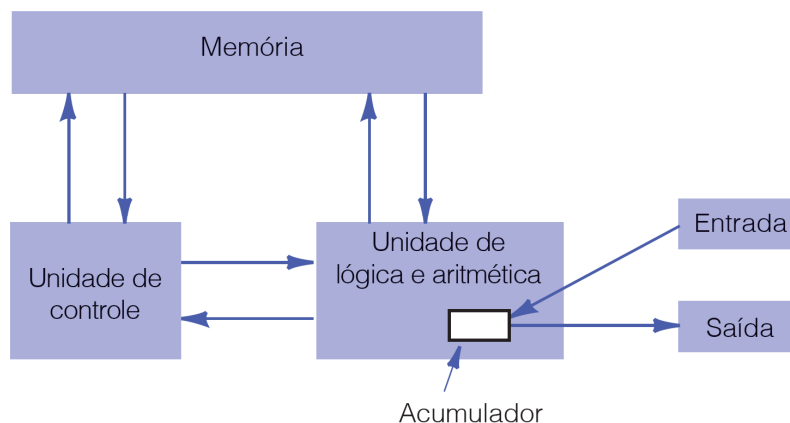 Memória
Unidade de
controle
Unidade de
lógica e aritmética
Entrada
Saída
Acumulador